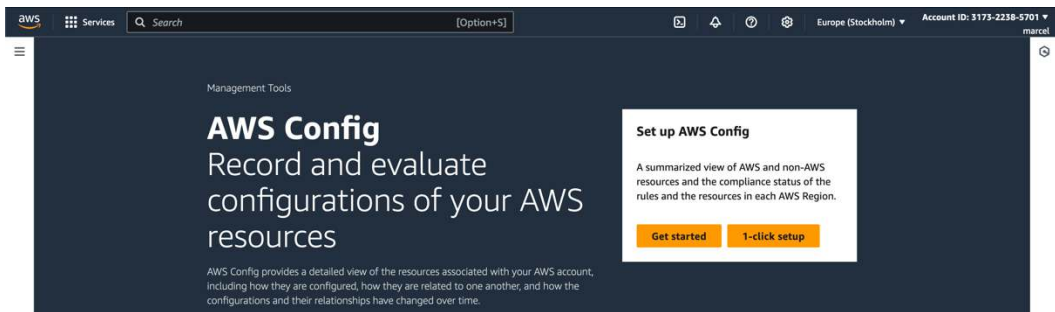 aws
Services
Search
[Option+S]
Europe (Stockholm)
Account ID: 3173-2238-5701
marcel
Management Tools
AWS Config
Record and evaluate
configurations of your AWS
resources
AWS Config provides a detailed view of the resources associated with your AWS account,
including how they are configured, how they are related to one another, and how the
configurations and their relationships have changed over time.
Set up AWS Config
A summarized view of AWS and non-AWS
resources and the compliance status of the
rules and the resources in each AWS Region.
Get started
1-click setup